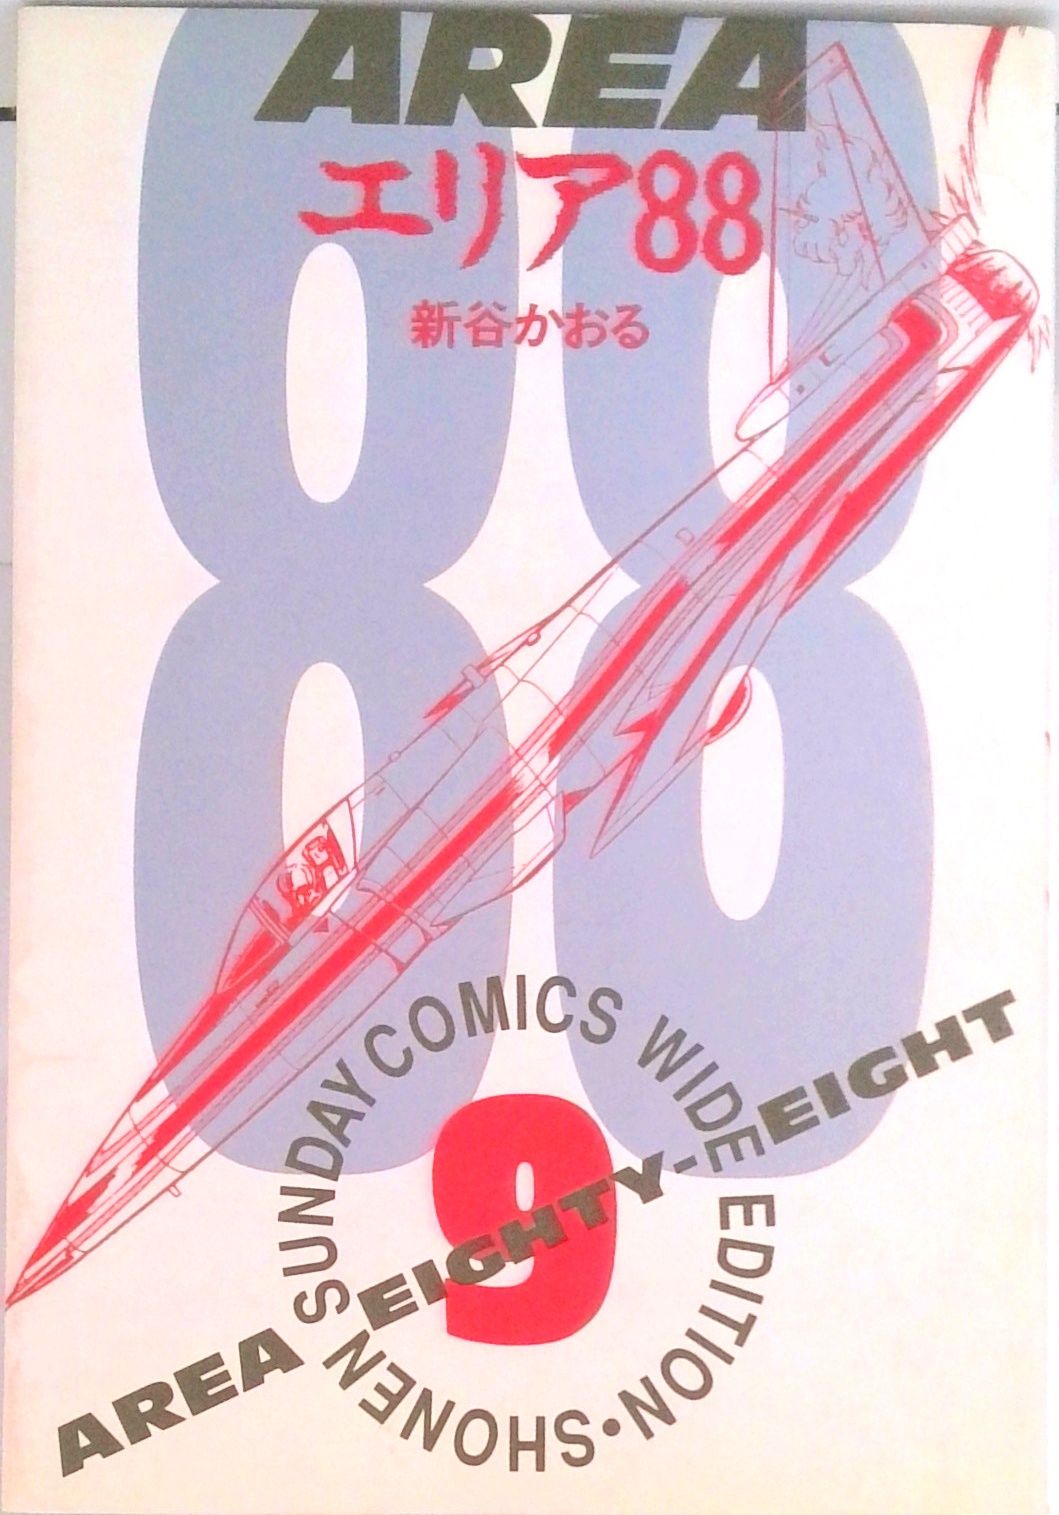 AREA
88
エリア88
新谷かおる
SHONEN SUNDAY COMICS WIDE EDITION・
9
AREA EIGHTY-EIGHT